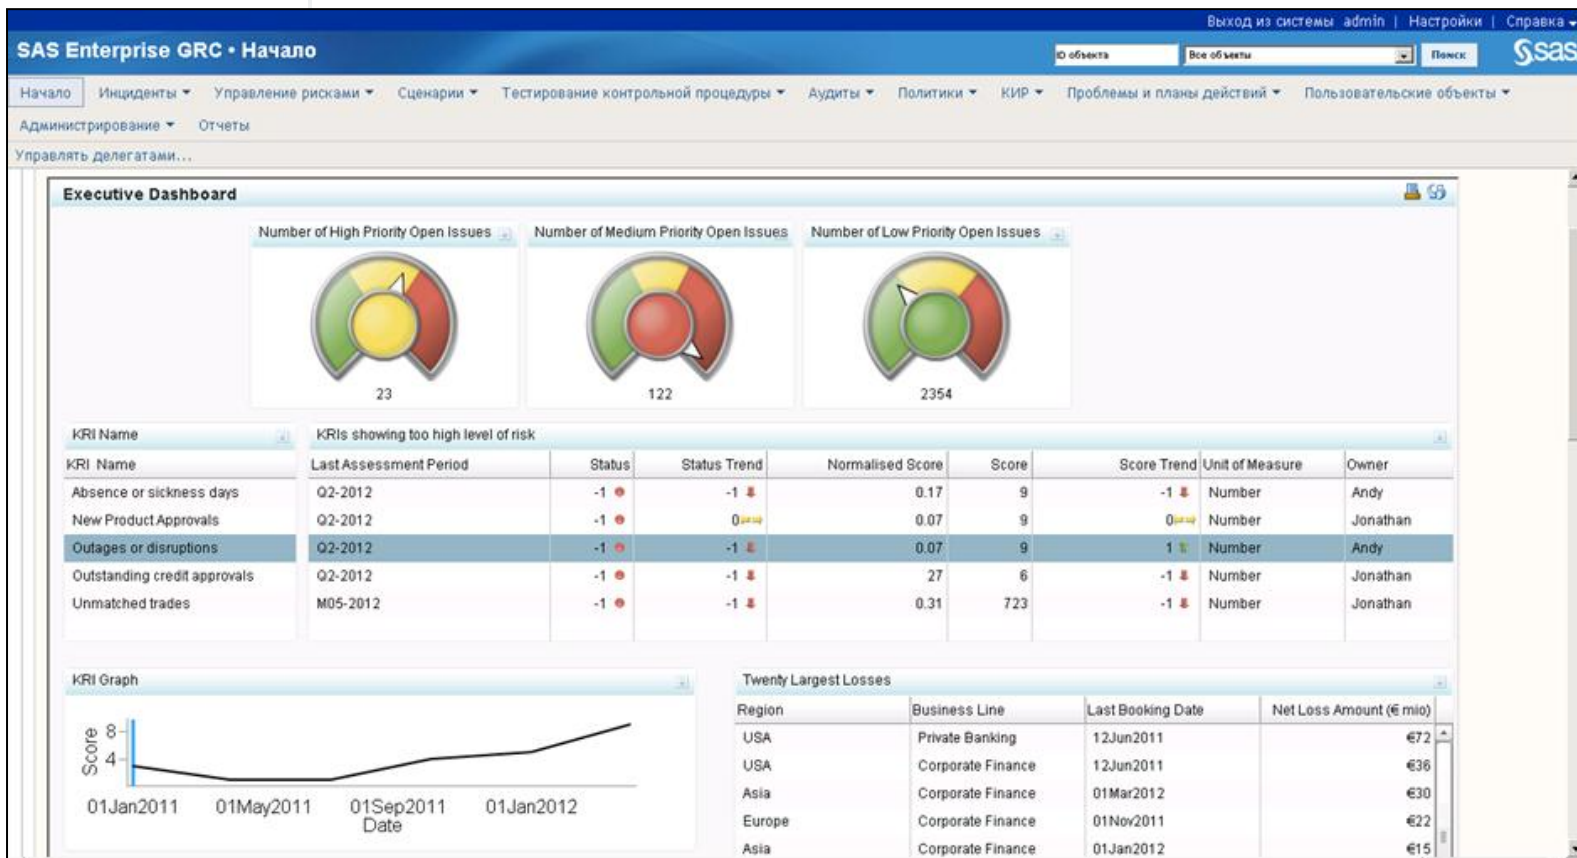 Выход из системы admin | Настройки | Справка
SAS Enterprise GRC • Начало
ID объекта
Все объекты
Поиск
sas
Начало Инциденты Управление рисками Сценарии Тестирование контрольной процедуры Аудиты Политики КИР Проблемы и планы действий Пользовательские объекты
Администрирование Отчеты
Управлять делегатами...
Executive Dashboard
Number of High Priority Open Issues
Number of Medium Priority Open Issues
Number of Low Priority Open Issues
23
122
2354
KRI Name
KRIs showing too high level of risk
KRI Name Last Assessment Period Status Status Trend Normalised Score Score Score Trend Unit of Measure Owner
Absence or sickness days Q2-2012 -1 -1 0.17 9 -1 Number Andy
New Product Approvals Q2-2012 -1 0 0.07 9 0 Number Jonathan
Outages or disruptions Q2-2012 -1 -1 0.07 9 1 Number Andy
Outstanding credit approvals Q2-2012 -1 -1 27 6 -1 Number Jonathan
Unmatched trades M05-2012 -1 -1 0.31 723 -1 Number Jonathan
KRI Graph
Score
8
4
01Jan2011 01May2011 01Sep2011 01Jan2012
Date
Twenty Largest Losses
Region Business Line Last Booking Date Net Loss Amount (€ mio)
USA Private Banking 12Jun2011 €72
USA Corporate Finance 12Jun2011 €36
Asia Corporate Finance 01Mar2012 €30
Europe Corporate Finance 01Nov2011 €22
Asia Corporate Finance 01Jan2012 €15